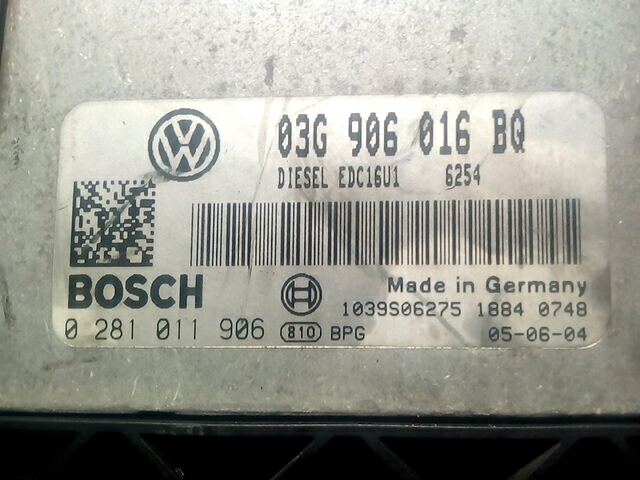 03G 906 016 BQ
DIESEL EDC16U1 6254
BOSCH
Made in Germany
1039S06275 1884 0748
0 281 011 906 810 BPG 05-06-04